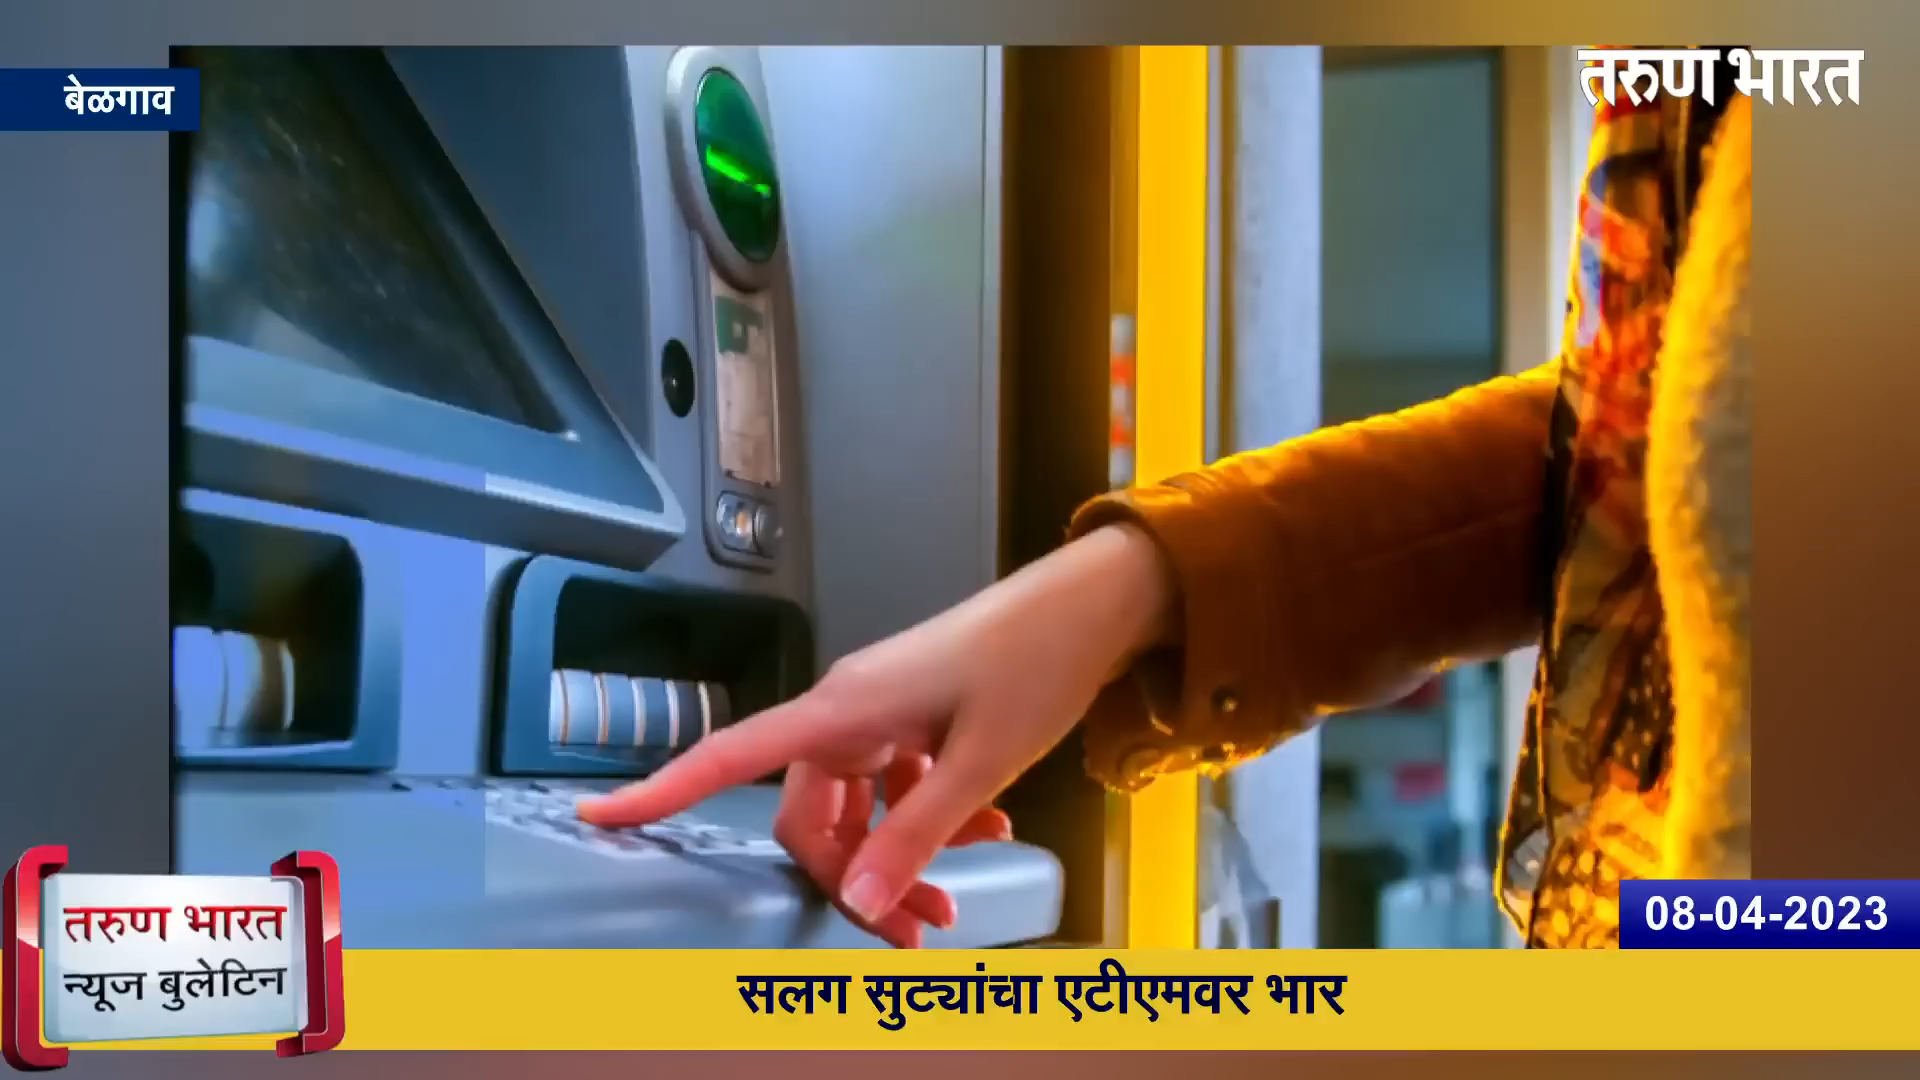 बेळगाव
तरुण भारत
08-04-2023
तरुण भारत
न्यूज बुलेटिन
सलग सुट्यांचा एटीएमवर भार